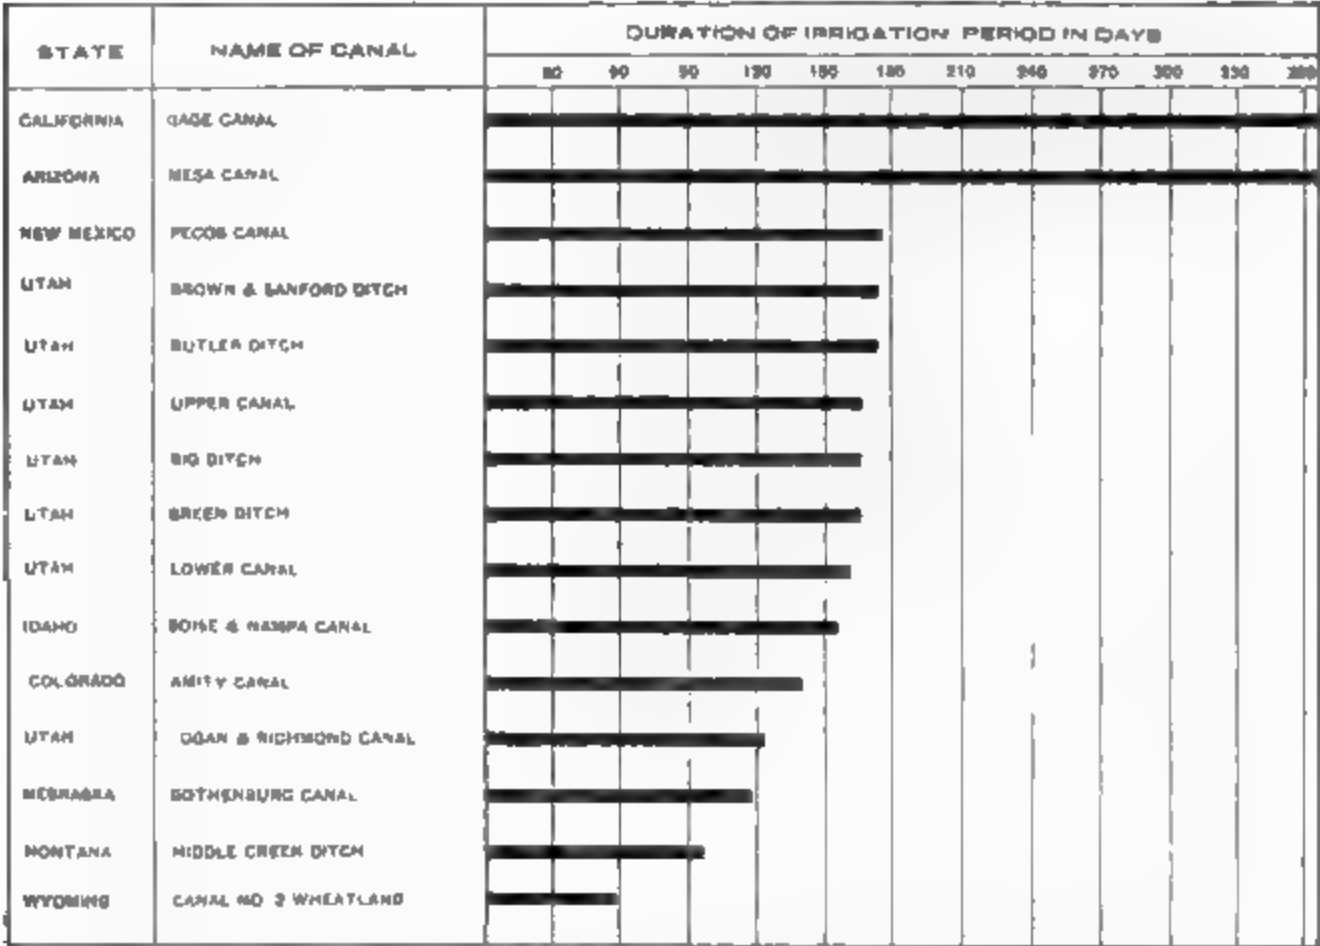 DURATION OF IRRIGATION PERIOD IN DAYS
STATE NAME OF CANAL
150 180 210 240 270 300 330
CALIFORNIA GAGE CANAL
ARIZONA MESA CANAL
NEW MEXICO PECOS CANAL
UTAH BROWN & SANFORD DITCH
UTAH BUTLER DITCH
UTAH UPPER CANAL
UTAH BIG DITCH
UTAH GREEN DITCH
UTAH LOWER CANAL
IDAHO BOISE & NAMPA CANAL
COLORADO AMITY CANAL
UTAH OGAN & RICHMOND CANAL
NEBRASKA GOTHENBURG CANAL
MONTANA MIDDLE CREEK DITCH
WYOMING CANAL NO 2 WHEATLAND